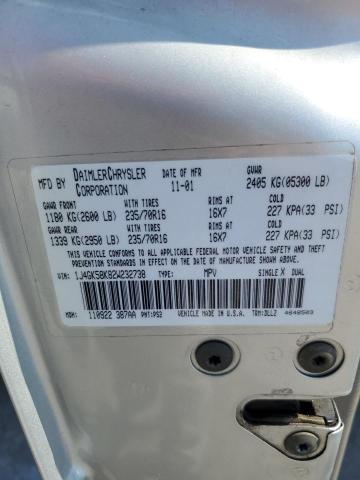 MFD BY DAIMLERCHRYSLER CORPORATION DATE OF MFR 11-01 GVWR 2405 KG(05300 LB)
GAWR FRONT WITH TIRES RIMS AT COLD
1180 KG(2600 LB) 235/70R16 16X7 227 KPA(33 PSI)
GAWR REAR WITH TIRES RIMS AT COLD
1339 KG(2950 LB) 235/70R16 16X7 227 KPA(33 PSI)
THIS VEHICLE CONFORMS TO ALL APPLICABLE FEDERAL MOTOR VEHICLE SAFETY, BUMPER, AND THEFT PREVENTION STANDARDS IN EFFECT ON THE DATE OF MANUFACTURE SHOWN ABOVE.
VIN: 1J4GK58K82W232738 TYPE: MPV SINGLE X DUAL
MDH: 110922 387AA PNT:PS2 VEHICLE MADE IN U.S.A. TRM:DLLZ 4648503